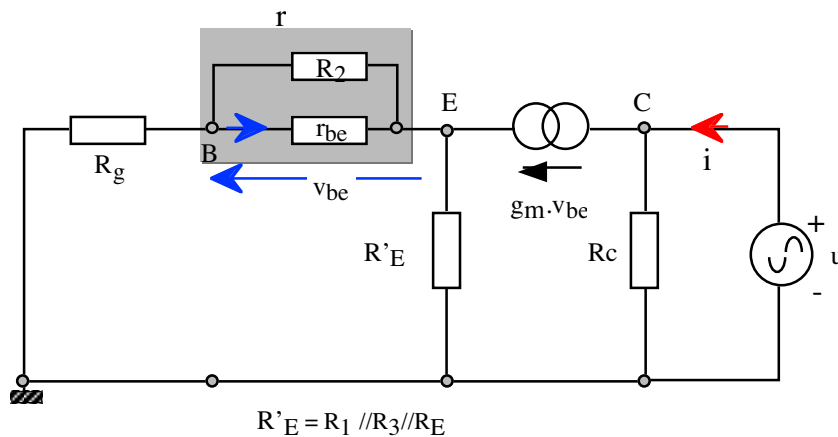 r
R2
E
C
rbe
B
Rg
i
vbe
gm.vbe
+
R’E
Rc
u
-
R’E = R1 //R3//RE